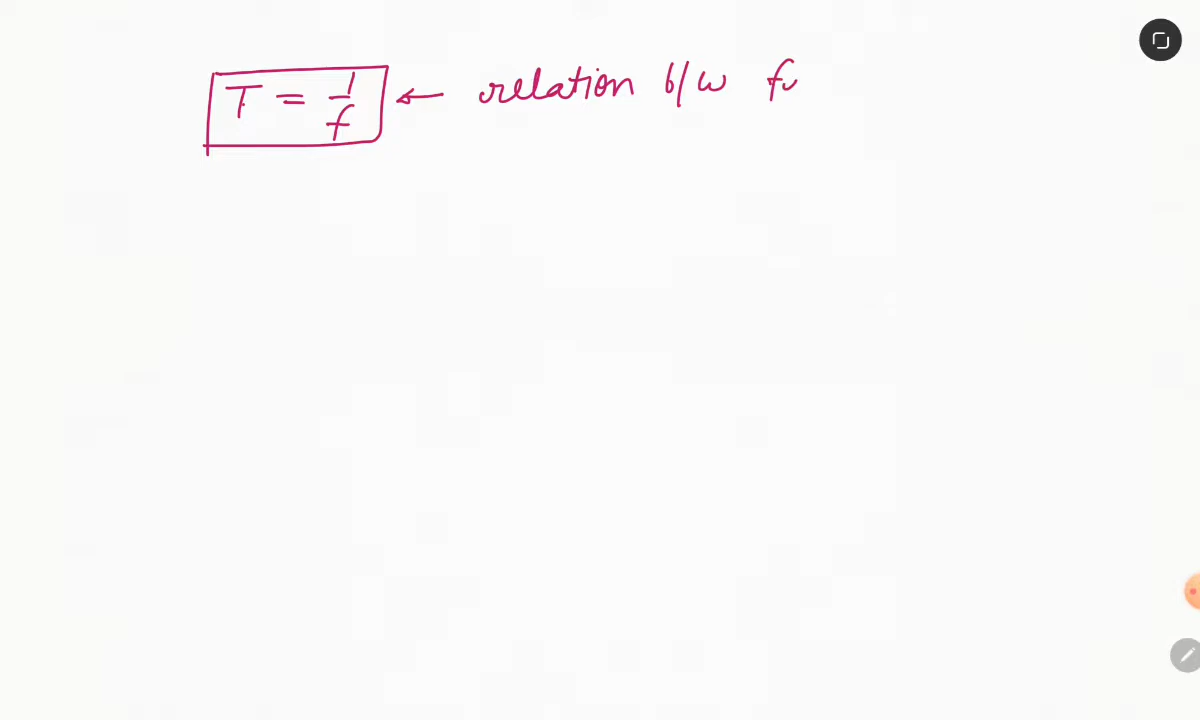 T = 1/f ← relation b/w